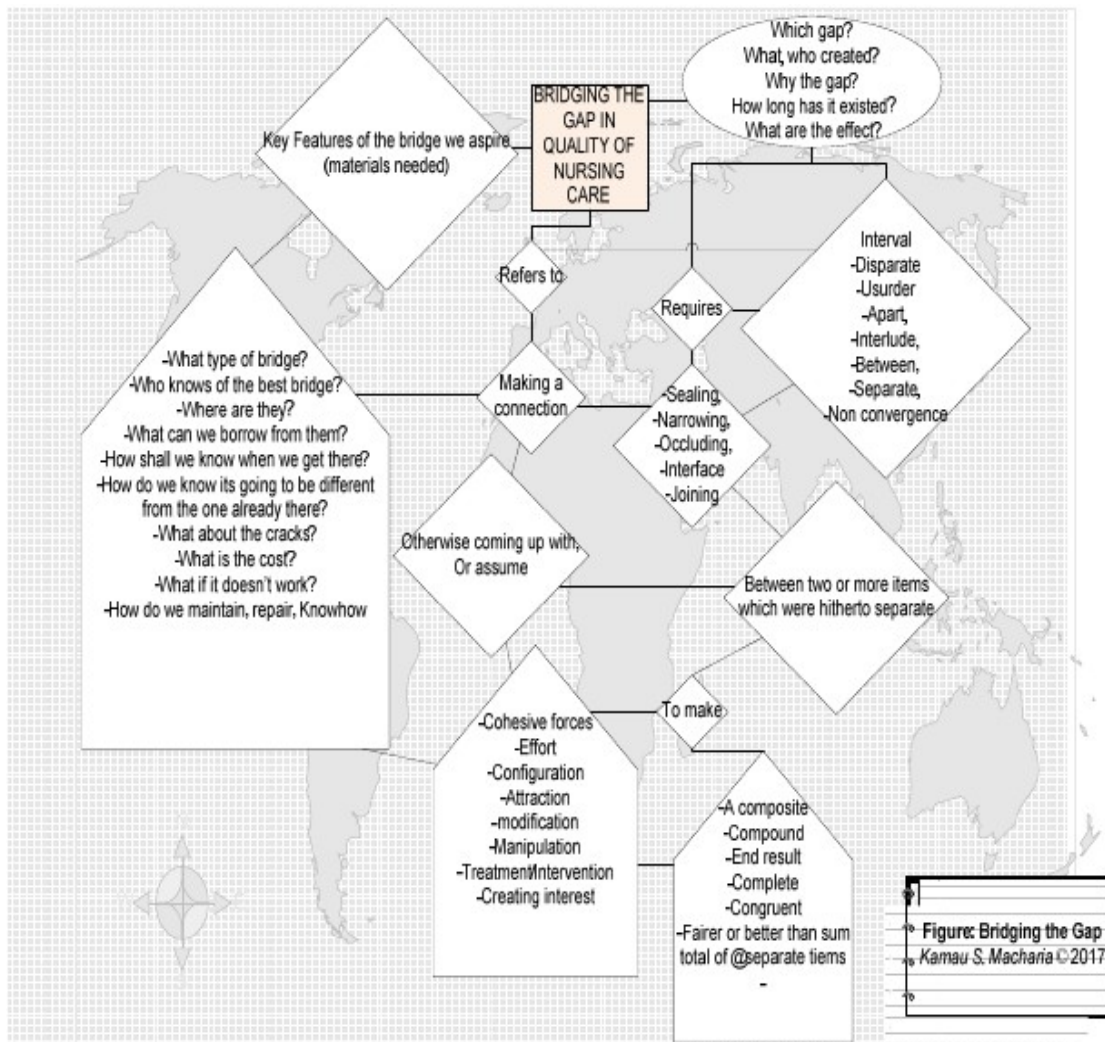 Which gap?
What, who created?
Why the gap?
How long has it existed?
What are the effect?
BRIDGING THE
GAP IN
QUALITY OF
NURSING
CARE
Key Features of the bridge we aspire
(materials needed)
Refers to
Requires
Interval
-Disparate
-Usurder
-Apart,
-Interlude,
-Between,
-Separate,
-Non convergence
-What type of bridge?
-Who knows of the best bridge?
-Where are they?
-What can we borrow from them?
-How shall we know when we get there?
-How do we know its going to be different
from the one already there?
-What about the cracks?
-What is the cost?
-What if it doesn't work?
-How do we maintain, repair, Knowhow
Making a
connection
-Sealing,
-Narrowing,
-Occluding,
-Interface
-Joining
Otherwise coming up with,
Or assume
Between two or more items
which were hitherto separate
To make
-Cohesive forces
-Effort
-Configuration
-Attraction
-modification
-Manipulation
-Treatment/Intervention
-Creating interest
-A composite
-Compound
-End result
-Complete
-Congruent
-Fairer or better than sum
total of @separate tiems
-
Figure: Bridging the Gap
Kamau S. Macharia © 2017